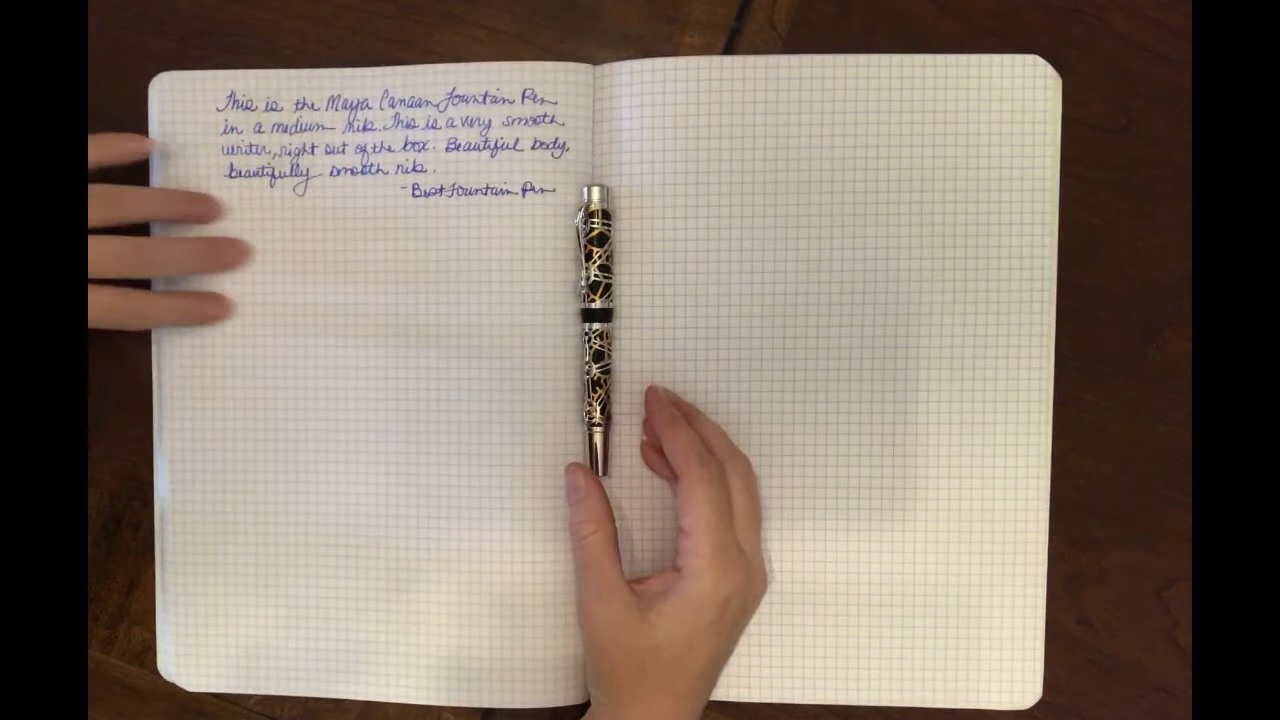 This is the Maya Canaan Fountain Pen
in a medium nib. This is a very smooth
writer, right out of the box. Beautiful body,
beautifully smooth nib.
- Best Fountain Pen